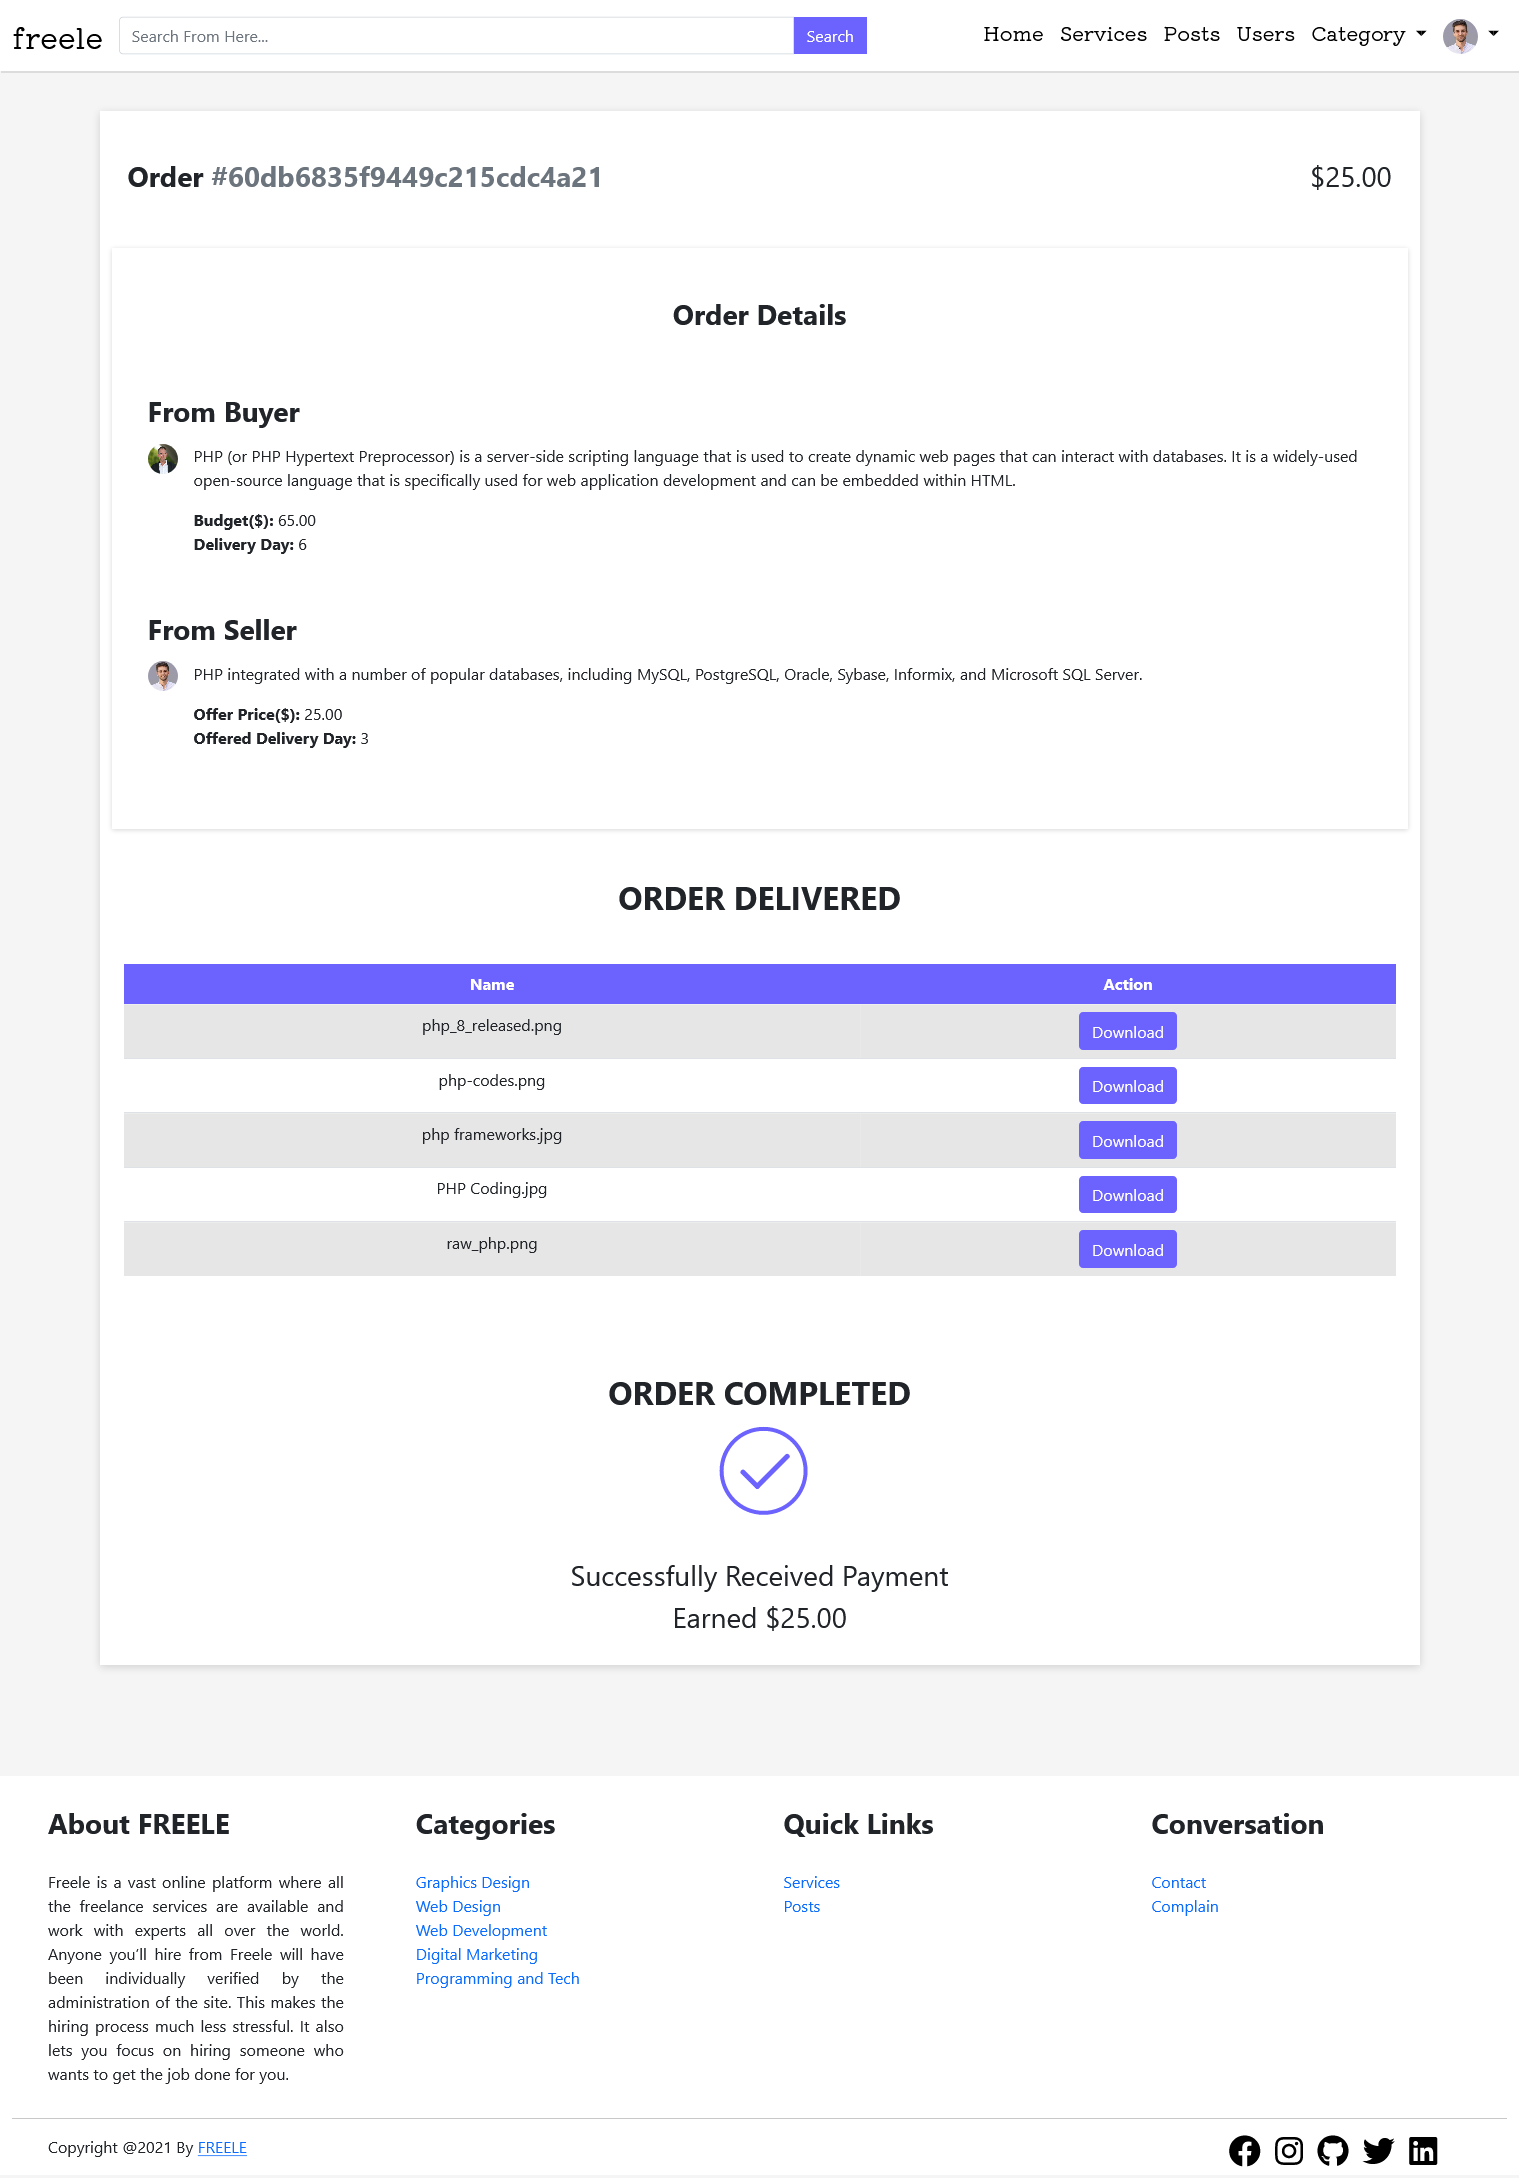 freele
Search From Here...
Search
Home Services Posts Users Category
Order #60db6835f9449c215cdc4a21
$25.00
Order Details
From Buyer
PHP (or PHP Hypertext Preprocessor) is a server-side scripting language that is used to create dynamic web pages that can interact with databases. It is a widely-used
open-source language that is specifically used for web application development and can be embedded within HTML.
Budget($): 65.00
Delivery Day: 6
From Seller
PHP integrated with a number of popular databases, including MySQL, PostgreSQL, Oracle, Sybase, Informix, and Microsoft SQL Server.
Offer Price($): 25.00
Offered Delivery Day: 3
ORDER DELIVERED
Name Action
php_8_released.png Download
php-codes.png Download
php frameworks.jpg Download
PHP Coding.jpg Download
raw_php.png Download
ORDER COMPLETED
Successfully Received Payment
Earned $25.00
About FREELE
Freele is a vast online platform where all
the freelance services are available and
work with experts all over the world.
Anyone you'll hire from Freele will have
been individually verified by the
administration of the site. This makes the
hiring process much less stressful. It also
lets you focus on hiring someone who
wants to get the job done for you.
Categories
Graphics Design
Web Design
Web Development
Digital Marketing
Programming and Tech
Quick Links
Services
Posts
Conversation
Contact
Complain
Copyright @2021 By FREELE